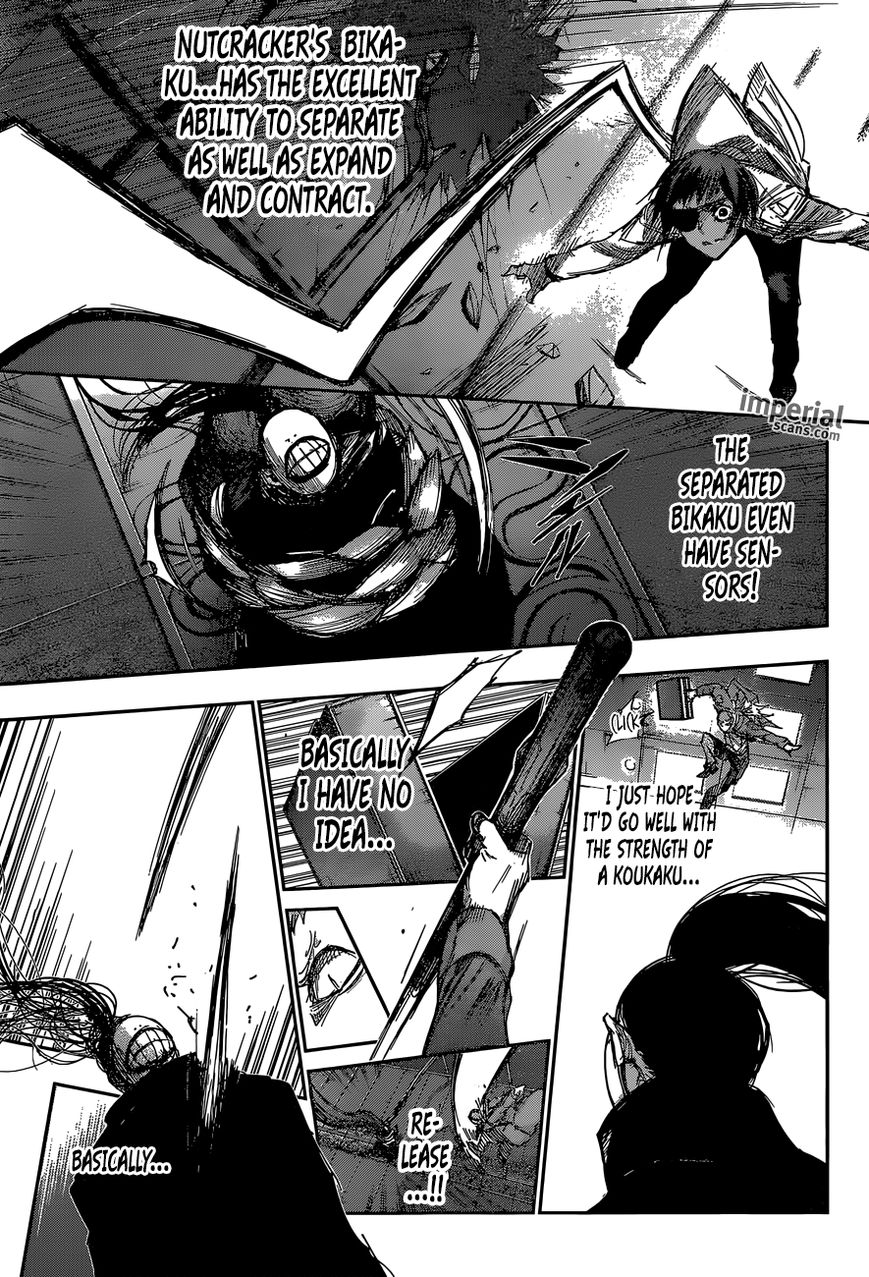 NUTCRACKER'S BIKA-
KU...HAS THE EXCELLENT
ABILITY TO SEPARATE
AS WELL AS EXPAND
AND CONTRACT.
imperial
scans.com
THE
SEPARATED
BIKAKU EVEN
HAVE SEN-
SORS!
CLICK
I JUST HOPE
IT'D GO WELL WITH
THE STRENGTH OF
A KOUKAKU...
BASICALLY
I HAVE NO
IDEA...
RE-
LEASE
...!!
BASICALLY...